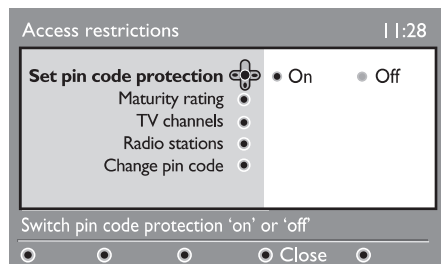 Access restrictions 11:28
Set pin code protection On Off
Maturity rating
TV channels
Radio stations
Change pin code
Switch pin code protection ‘on’ or ‘off’
Close